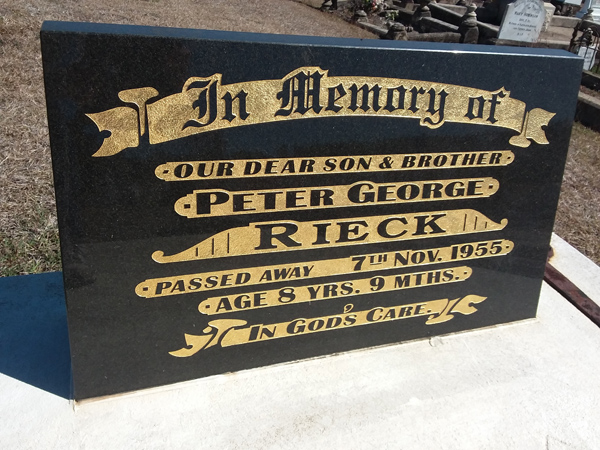 In Memory of
OUR DEAR SON & BROTHER
PETER GEORGE
RIECK
PASSED AWAY 7TH NOV. 1955
AGE 8 YRS. 9 MTHS.
IN GOD'S CARE.